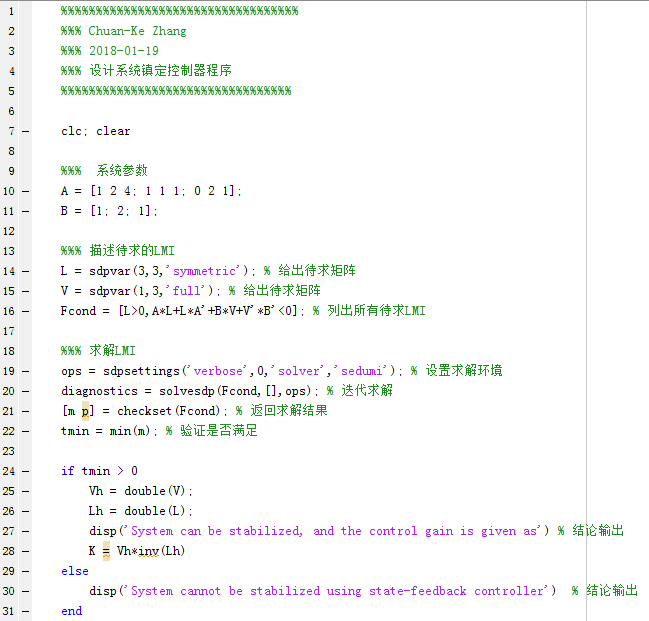 1 %%%%%%%%%%%%%%%%%%%%%%%%%%%%%%%%%%
2 %%% Chuan-Ke Zhang
3 %%% 2018-01-19
4 %%% 设计系统镇定控制器程序
5 %%%%%%%%%%%%%%%%%%%%%%%%%%%%%%%%%
6
7 — clc; clear
8
9 %%%  系统参数
10 — A = [1 2 4; 1 1 1; 0 2 1];
11 — B = [1; 2; 1];
12
13 %%% 描述待求的LMI
14 — L = sdpvar(3,3,'symmetric'); % 给出待求矩阵
15 — V = sdpvar(1,3,'full'); % 给出待求矩阵
16 — Fcond = [L>0,A*L+L*A'+B*V+V'*B'<0]; % 列出所有待求LMI
17
18 %%% 求解LMI
19 — ops = sdpsettings('verbose',0,'solver','sedumi'); % 设置求解环境
20 — diagnostics = solvesdp(Fcond,[],ops); % 迭代求解
21 — [m p] = checkset(Fcond); % 返回求解结果
22 — tmin = min(m); % 验证是否满足
23
24 — if tmin > 0
25 —     Vh = double(V);
26 —     Lh = double(L);
27 —     disp('System can be stabilized, and the control gain is given as') % 结论输出
28 —     K = Vh*inv(Lh)
29 — else
30 —     disp('System cannot be stabilized using state-feedback controller')  % 结论输出
31 — end